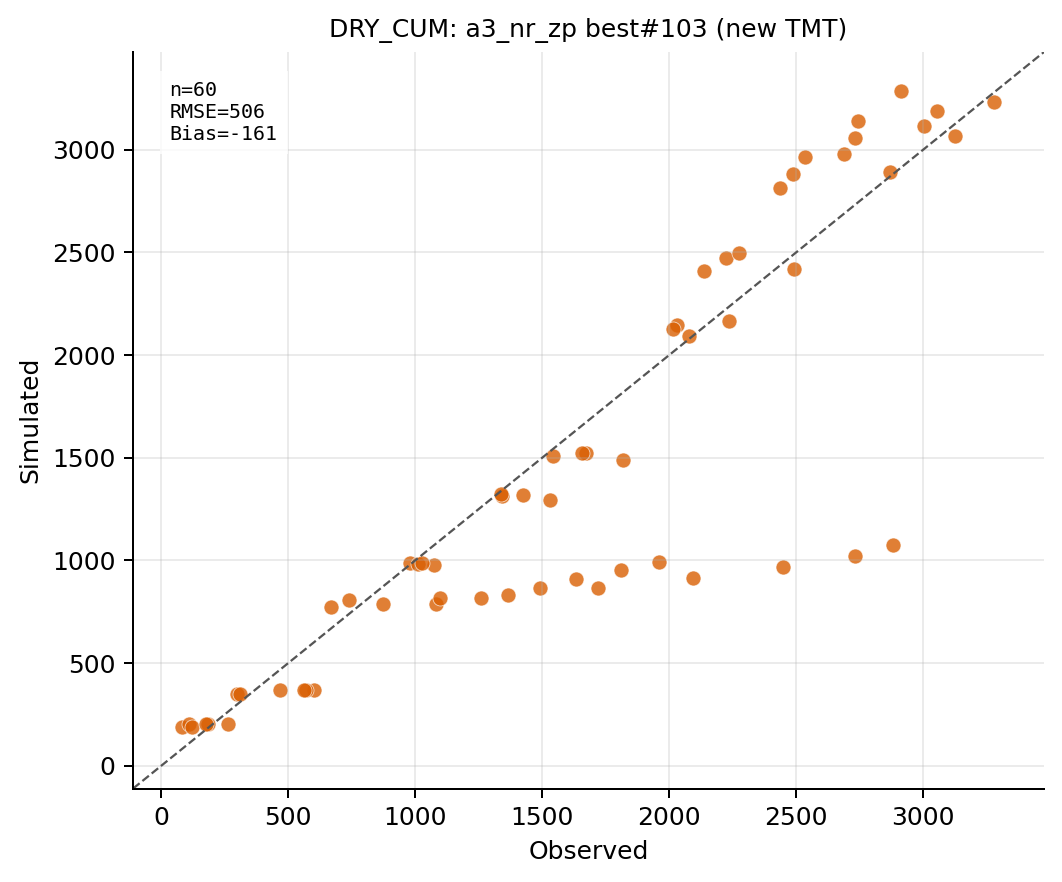 DRY_CUM: a3_nr_zp best#103 (new TMT)
n=60
RMSE=506
Bias=-161
3000
2500
2000
1500
1000
500
0
Simulated
0 500 1000 1500 2000 2500 3000
Observed